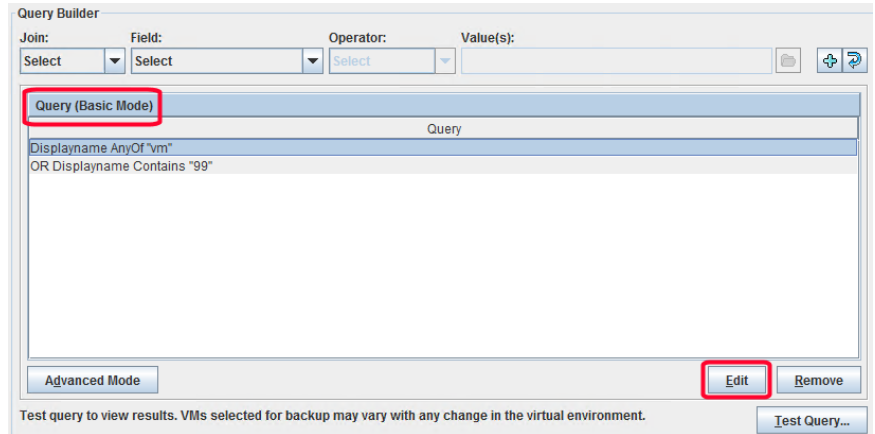 Query Builder
Join: Field: Operator: Value(s):
Select Select Select
Query (Basic Mode)
Query
Displayname AnyOf "vm"
OR Displayname Contains "99"
Advanced Mode Edit Remove
Test query to view results. VMs selected for backup may vary with any change in the virtual environment. Test Query...